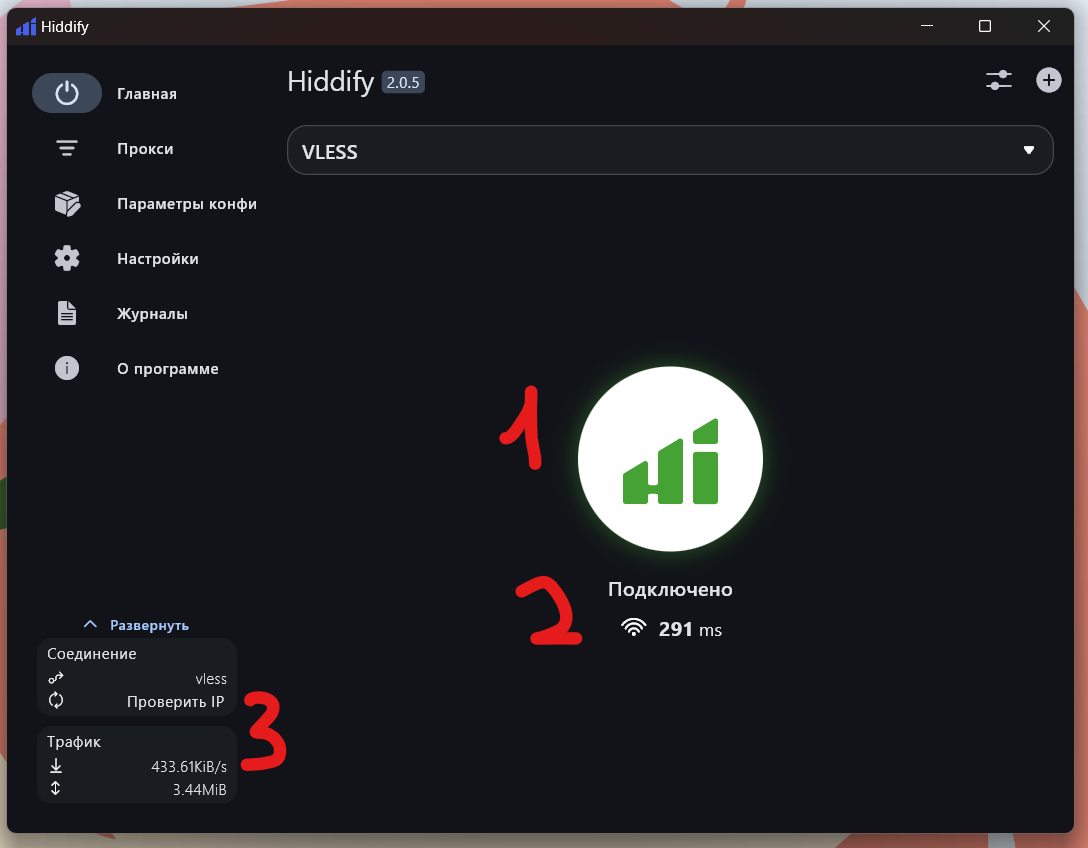 Hiddify
Главная
Прокси
Параметры конфи
Настройки
Журналы
О программе
Hiddify 2.0.5
VLESS
1
Подключено
291 ms
2
Развернуть
Соединение
vless
Проверить IP
3
Трафик
433.61KiB/s
3.44MiB